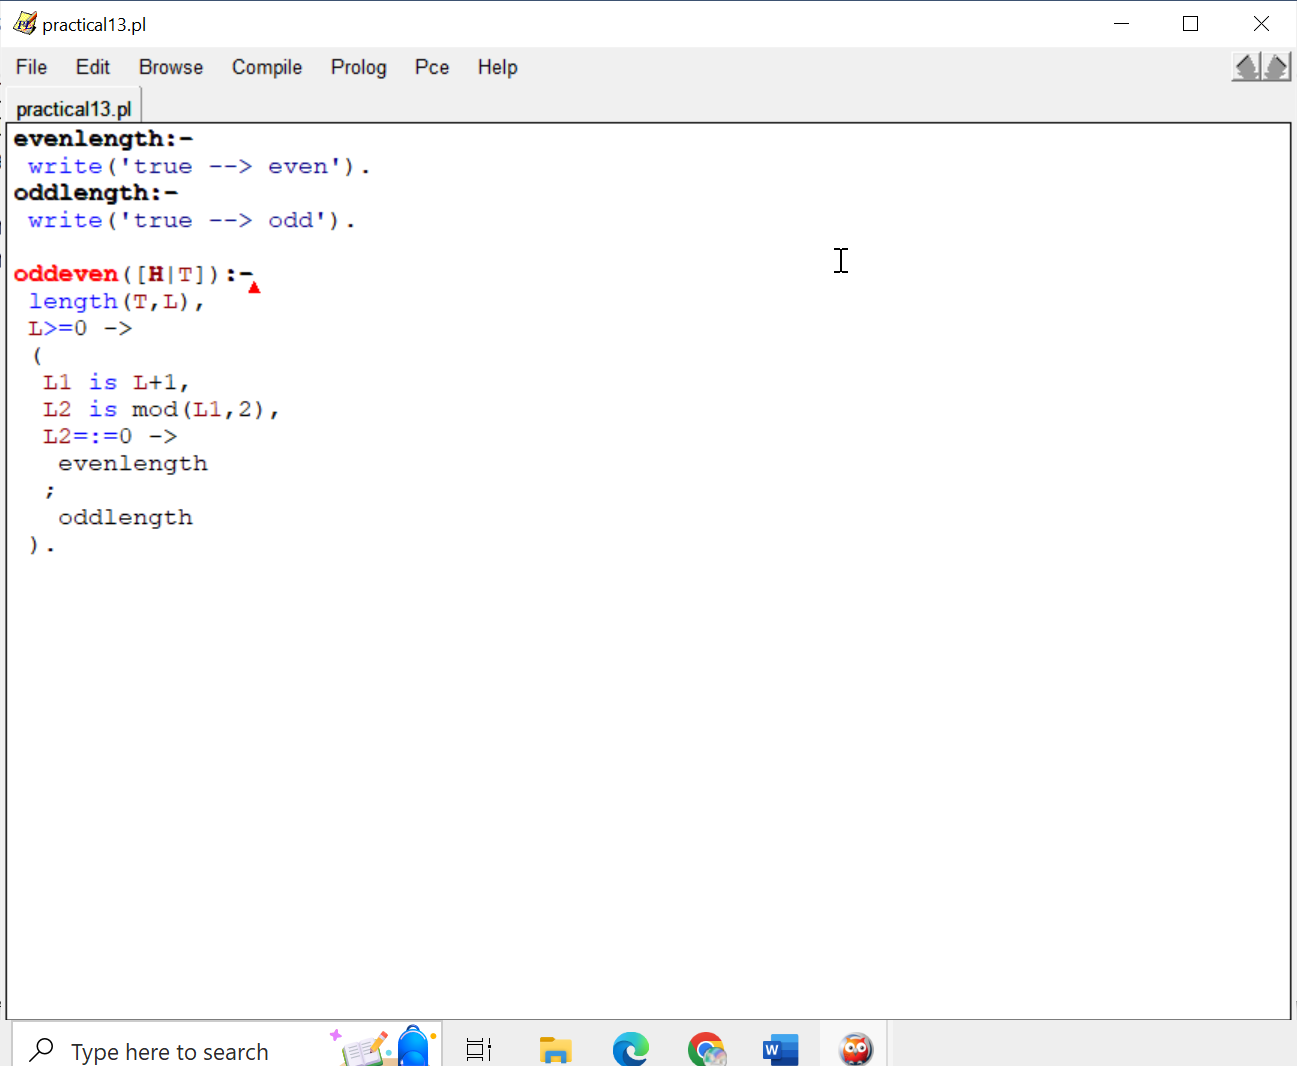 practical13.pl
File Edit Browse Compile Prolog Pce Help
practical13.pl
evenlength:-
 write('true --> even').
oddlength:-
 write('true --> odd').
oddeven([H|T]):-
 length(T,L),
 L>=0 ->
 (
  L1 is L+1,
  L2 is mod(L1,2),
  L2=:=0 ->
   evenlength
  ;
   oddlength
 ).
Type here to search